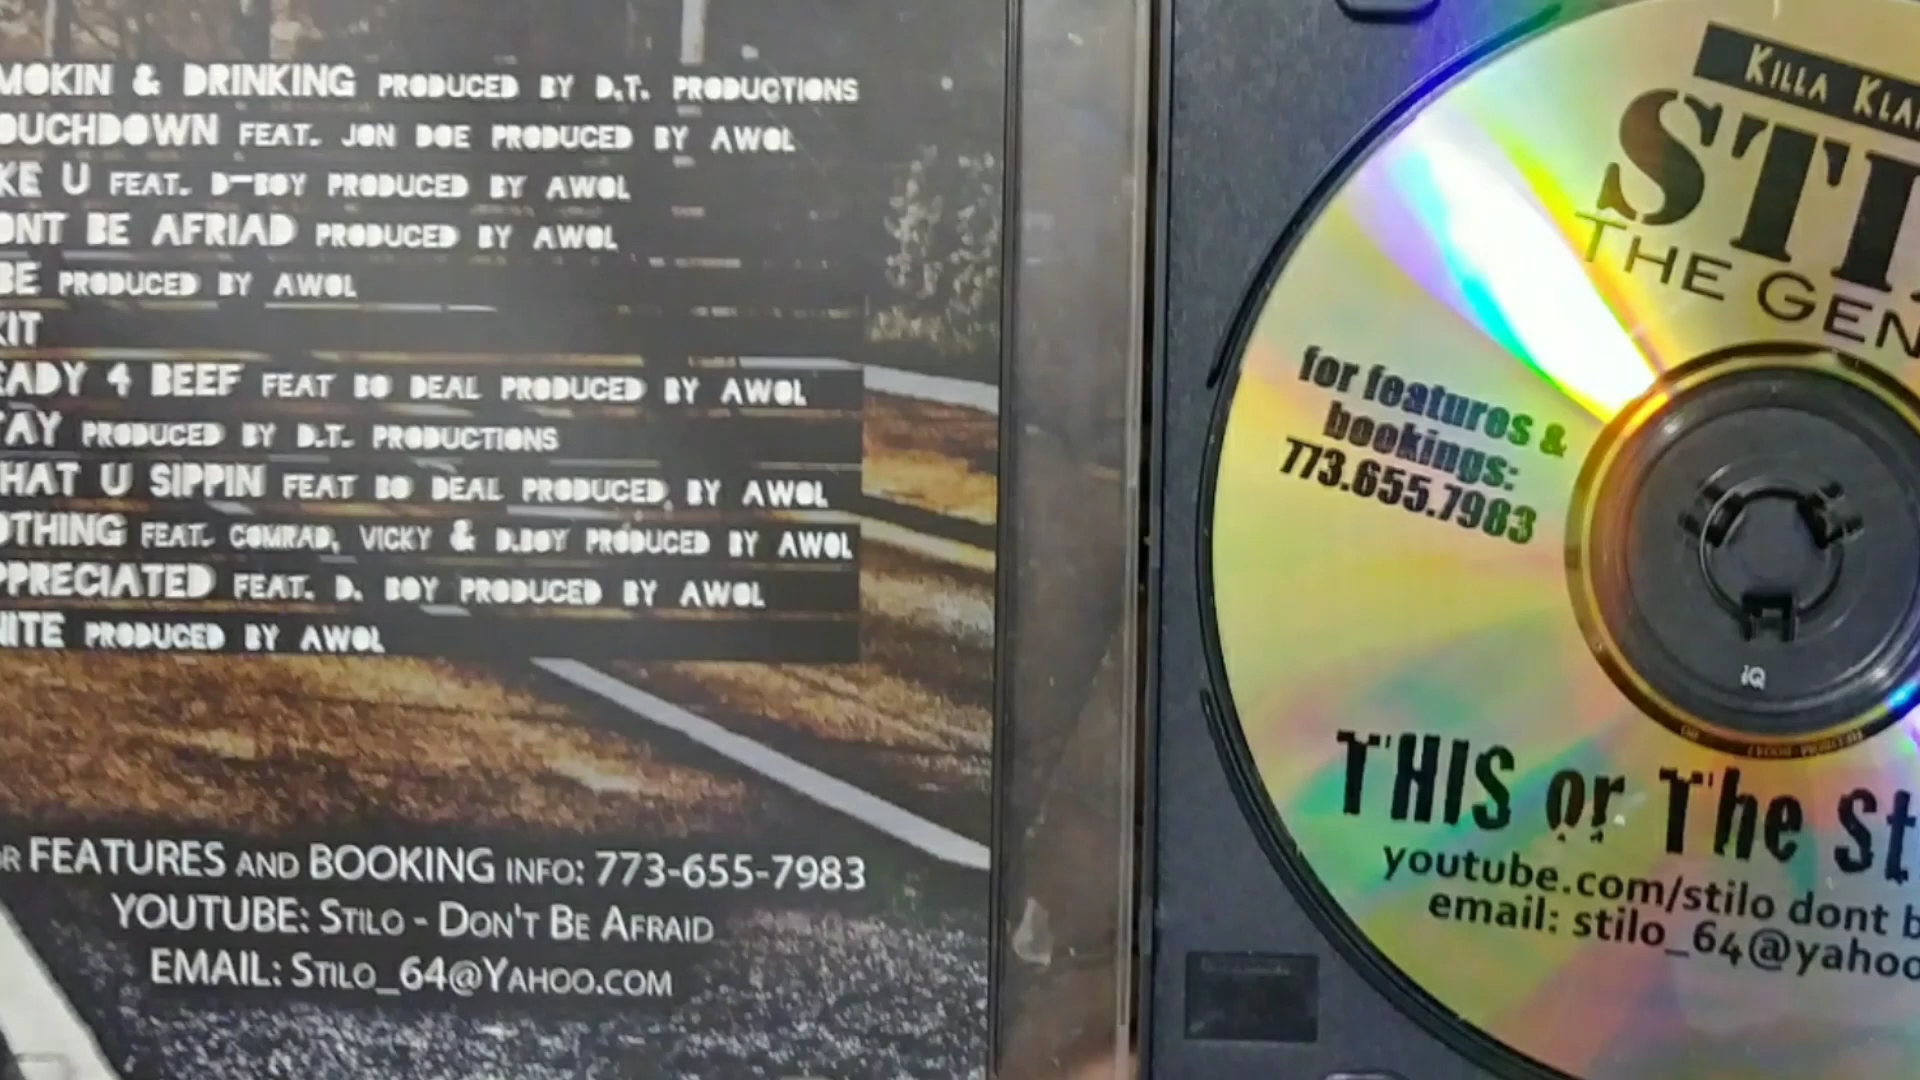 MOKIN & DRINKING PRODUCED BY D.T. PRODUCTIONS
OUCHDOWN FEAT. JON DOE PRODUCED BY AWOL
KE U FEAT. D-BOY PRODUCED BY AWOL
ONT BE AFRIAD PRODUCED BY AWOL
BE PRODUCED BY AWOL
KIT
EADY 4 BEEF FEAT BO DEAL PRODUCED BY AWOL
TAY PRODUCED BY D.T. PRODUCTIONS
HAT U SIPPIN FEAT BO DEAL PRODUCED BY AWOL
OTHING FEAT. COMRAD, VICKY & D.BOY PRODUCED BY AWOL
PPRECIATED FEAT. D. BOY PRODUCED BY AWOL
NITE PRODUCED BY AWOL
OR FEATURES AND BOOKING INFO: 773-655-7983
YOUTUBE: STILO - DON'T BE AFRAID
EMAIL: STILO_64@YAHOO.COM
KILLA KLA
STI
THE GEN
for features &
bookings:
773.655.7983
iQ
THIS or The St
youtube.com/stilo dont b
email: stilo_64@yahoo